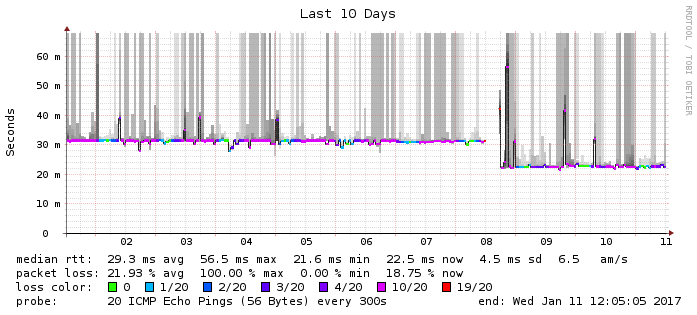 Last 10 Days
RRDTOOL / TOBI OETIKER
Seconds
60 m
50 m
40 m
30 m
20 m
10 m
0
02 03 04 05 06 07 08 09 10 11
median rtt: 29.3 ms avg 56.5 ms max 21.6 ms min 22.5 ms now 4.5 ms sd 6.5 am/s
packet loss: 21.93 % avg 100.00 % max 0.00 % min 18.75 % now
loss color: 0 1/20 2/20 3/20 4/20 10/20 19/20
probe: 20 ICMP Echo Pings (56 Bytes) every 300s end: Wed Jan 11 12:05:05 2017